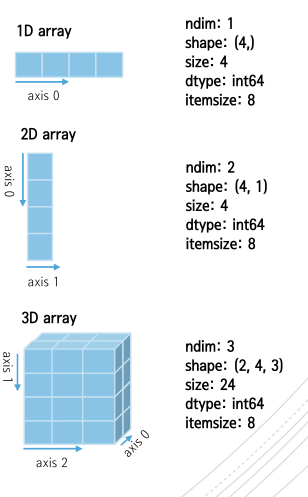 1D array
axis 0
ndim: 1
shape: (4,)
size: 4
dtype: int64
itemsize: 8
2D array
axis 0
axis 1
ndim: 2
shape: (4, 1)
size: 4
dtype: int64
itemsize: 8
3D array
axis 1
axis 2
axis 0
ndim: 3
shape: (2, 4, 3)
size: 24
dtype: int64
itemsize: 8